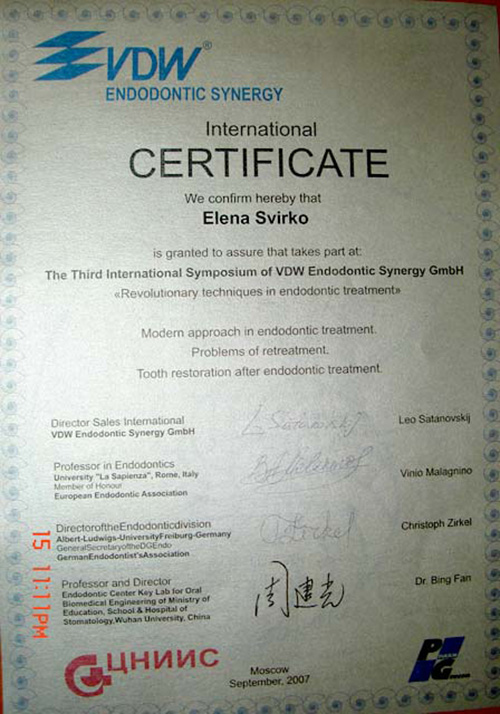 VDW®
ENDODONTIC SYNERGY
International
CERTIFICATE
We confirm hereby that
Elena Svirko
is granted to assure that takes part at:
The Third International Symposium of VDW Endodontic Synergy GmbH
«Revolutionary techniques in endodontic treatment»
Modern approach in endodontic treatment.
Problems of retreatment.
Tooth restoration after endodontic treatment.
Director Sales International
VDW Endodontic Synergy GmbH
Leo Satanovskij
Professor in Endodontics
University "La Sapienza", Rome, Italy
Member of Honour
European Endodontic Association
Vinio Malagnino
DirectoroftheEndodonticdivision
Albert-Ludwigs-UniversityFreiburg-Germany
GeneralSecretaryoftheDGEndo
GermanEndodontist'sAssociation
Christoph Zirkel
Professor and Director
Endodontic Center Key Lab for Oral
Biomedical Engineering of Ministry of
Education, School & Hospital of
Stomatology,Wuhan University, China
Dr. Bing Fan
15 11:11PM
ЦНИИС
Moscow
September, 2007
P
G